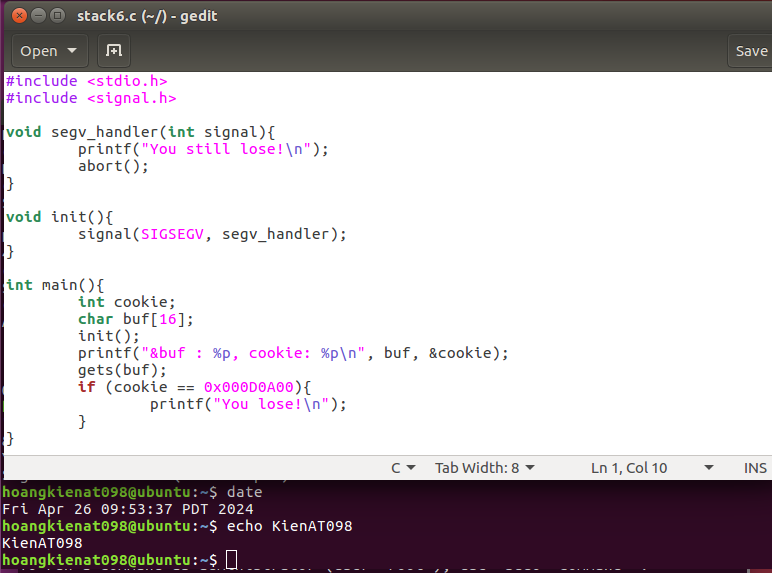 stack6.c (~/) - gedit
Open
Save
#include <stdio.h>
#include <signal.h>
void segv_handler(int signal){
printf("You still lose!\n");
abort();
}
void init(){
signal(SIGSEGV, segv_handler);
}
int main(){
int cookie;
char buf[16];
init();
printf("&buf : %p, cookie: %p\n", buf, &cookie);
gets(buf);
if (cookie == 0x000D0A00){
printf("You lose!\n");
}
}
C Tab Width: 8 Ln 1, Col 10 INS
hoangkienat098@ubuntu:~$ date
Fri Apr 26 09:53:37 PDT 2024
hoangkienat098@ubuntu:~$ echo KienAT098
KienAT098
hoangkienat098@ubuntu:~$